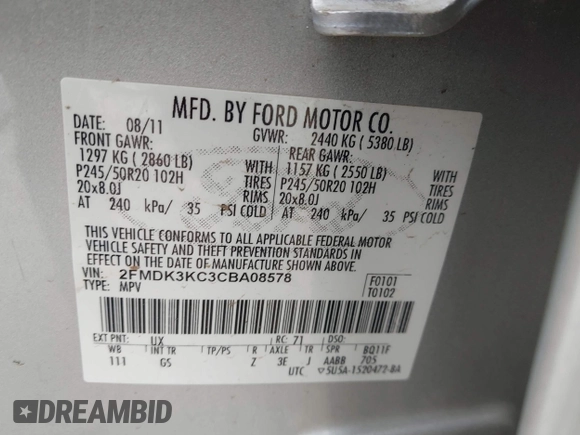 MFD. BY FORD MOTOR CO.
DATE: 08/11 GVWR: 2440 KG ( 5380 LB)
FRONT GAWR: REAR GAWR:
1297 KG ( 2860 LB) WITH 1157 KG ( 2550 LB) WITH
P245/50R20 102H TIRES P245/50R20 102H TIRES
20x8.0J RIMS 20x8.0J RIMS
AT 240 kPa/ 35 PSI COLD AT 240 kPa/ 35 PSI COLD
THIS VEHICLE CONFORMS TO ALL APPLICABLE FEDERAL MOTOR
VEHICLE SAFETY AND THEFT PREVENTION STANDARDS IN EFFECT
ON THE DATE OF MANUFACTURE SHOWN ABOVE.
VIN: 2FMDK3KC3CBA08578 F0101
TYPE: MPV T0102
EXT PNT: UX RC: 71 DSO:
WB INT TR TP/PS R AXLE TR SPR BQ11F
111 GS Z 3E J AABB 705
UTC 5U5A-1520472-BA
DREAMBID